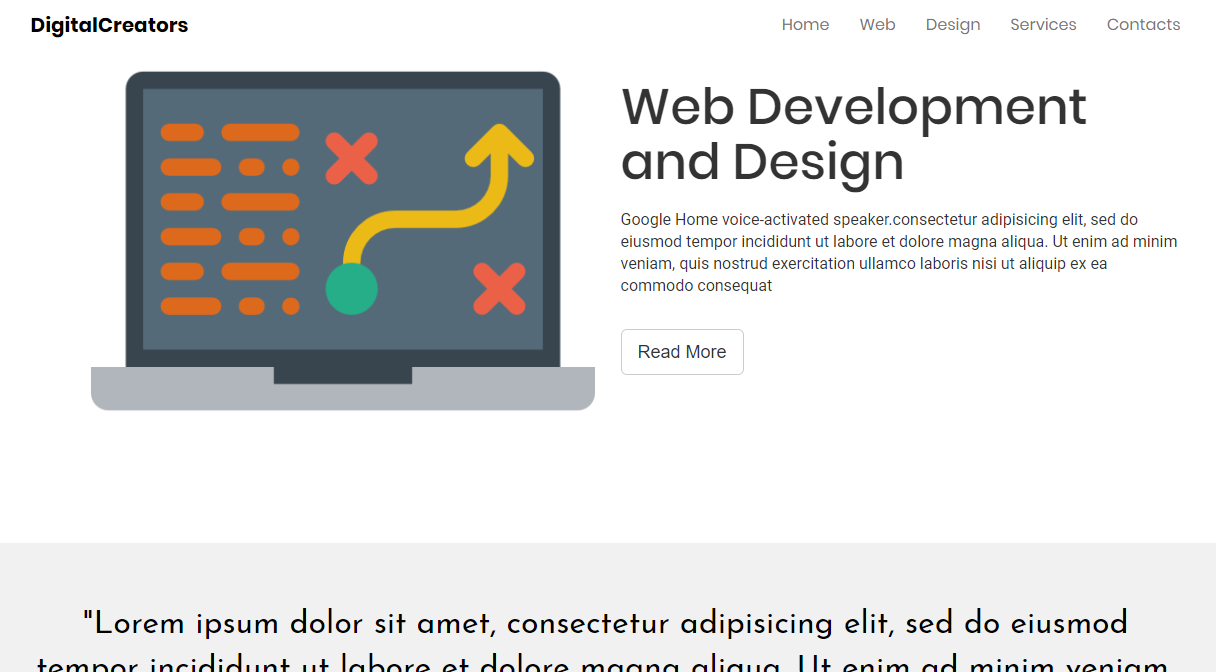 DigitalCreators
Home Web Design Services Contacts
Web Development
and Design
Google Home voice-activated speaker.consectetur adipisicing elit, sed do
eiusmod tempor incididunt ut labore et dolore magna aliqua. Ut enim ad minim
veniam, quis nostrud exercitation ullamco laboris nisi ut aliquip ex ea
commodo consequat
Read More
"Lorem ipsum dolor sit amet, consectetur adipisicing elit, sed do eiusmod
tempor incididunt ut labore et dolore magna aliqua. Ut enim ad minim veniam,